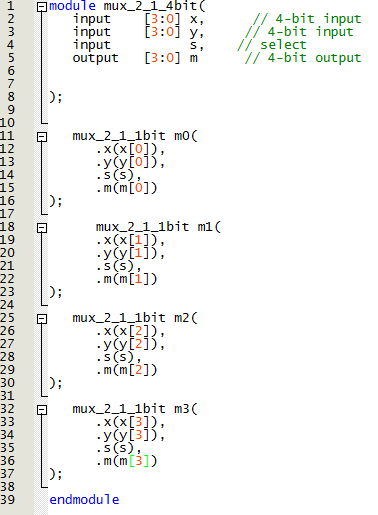 1 module mux_2_1_4bit(
2 input [3:0] x, // 4-bit input
3 input [3:0] y, // 4-bit input
4 input s, // select
5 output [3:0] m // 4-bit output
6
7
8 );
9
10
11 mux_2_1_1bit m0(
12 .x(x[0]),
13 .y(y[0]),
14 .s(s),
15 .m(m[0])
16 );
17
18 mux_2_1_1bit m1(
19 .x(x[1]),
20 .y(y[1]),
21 .s(s),
22 .m(m[1])
23 );
24
25 mux_2_1_1bit m2(
26 .x(x[2]),
27 .y(y[2]),
28 .s(s),
29 .m(m[2])
30 );
31
32 mux_2_1_1bit m3(
33 .x(x[3]),
34 .y(y[3]),
35 .s(s),
36 .m(m[3])
37 );
38
39 endmodule